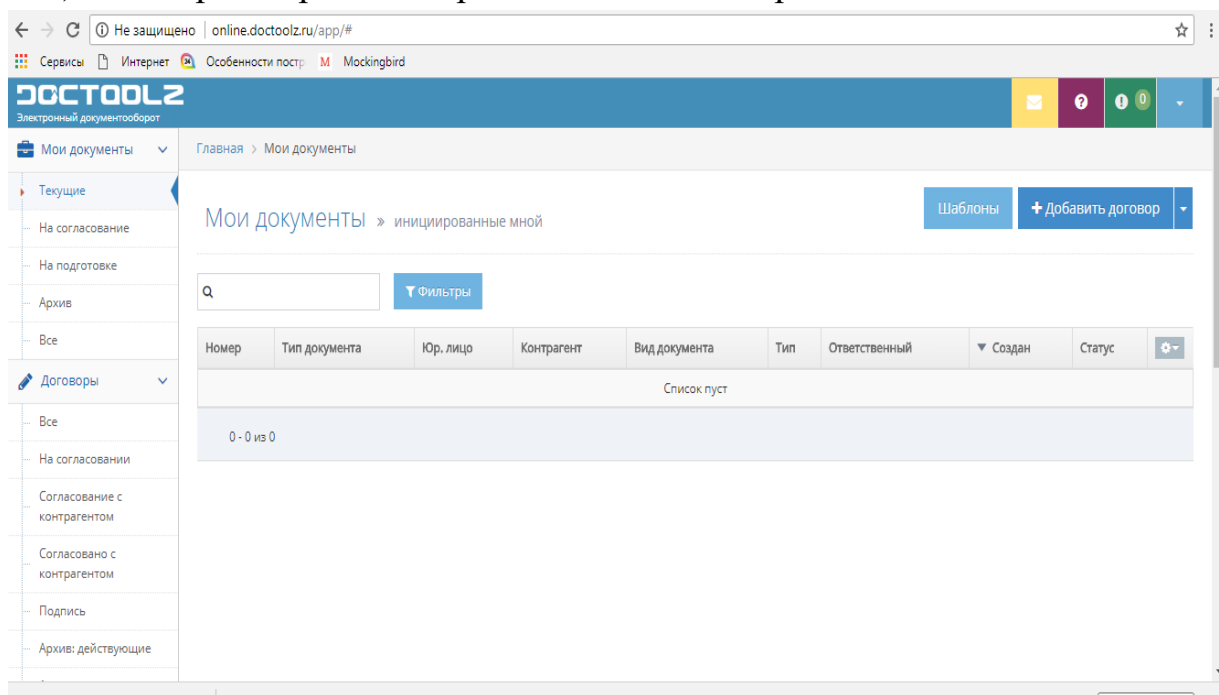 Не защищено online.doctoolz.ru/app/#
Сервисы Интернет Особенности постр M Mockingbird
DOCTOOLZ
Электронный документооборот
0
Мои документы
Главная > Мои документы
Текущие
На согласование
На подготовке
Архив
Все
Мои документы » инициированные мной
Шаблоны
Добавить договор
Фильтры
Номер Тип документа Юр. лицо Контрагент Вид документа Тип Ответственный Создан Статус
Список пуст
0 - 0 из 0
Договоры
Все
На согласовании
Согласование с
контрагентом
Согласовано с
контрагентом
Подпись
Архив: действующие